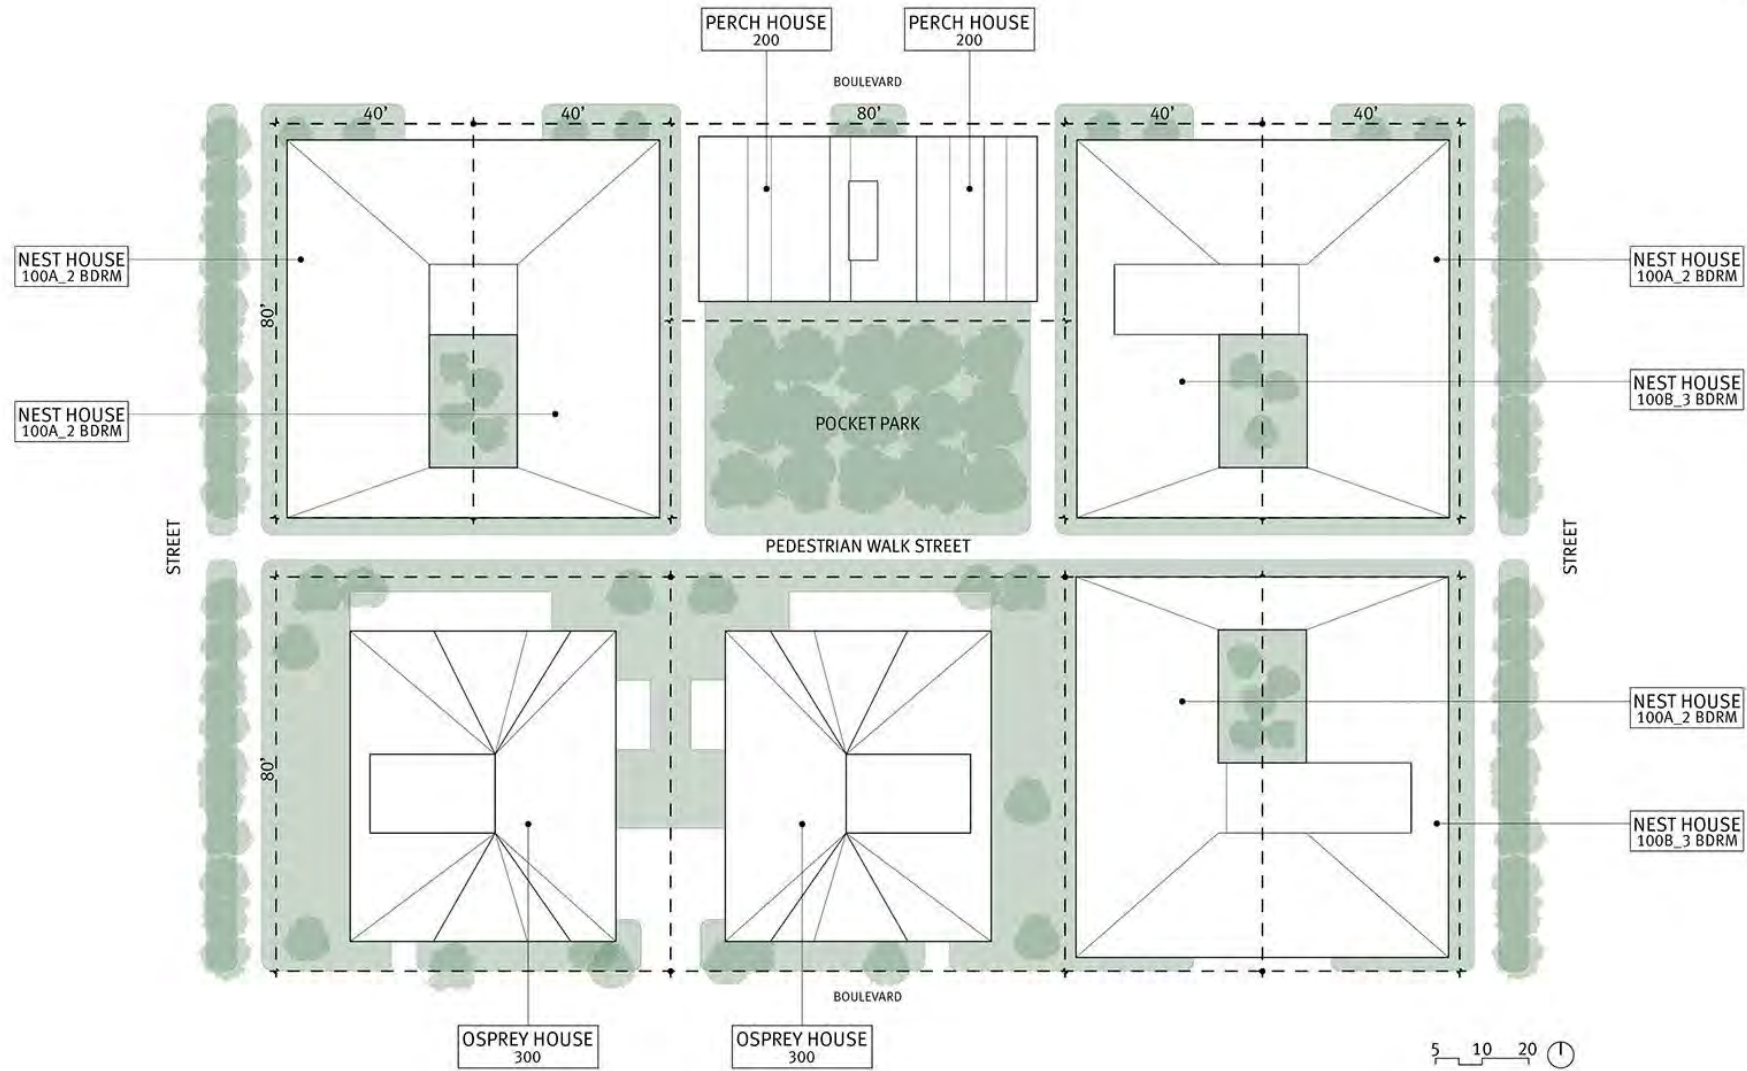 PERCH HOUSE
200
PERCH HOUSE
200
BOULEVARD
40'
40'
80'
40'
40'
NEST HOUSE
100A_2 BDRM
NEST HOUSE
100A_2 BDRM
80'
NEST HOUSE
100A_2 BDRM
NEST HOUSE
100B_3 BDRM
POCKET PARK
STREET
PEDESTRIAN WALK STREET
STREET
NEST HOUSE
100A_2 BDRM
80'
NEST HOUSE
100B_3 BDRM
BOULEVARD
OSPREY HOUSE
300
OSPREY HOUSE
300
5 10 20